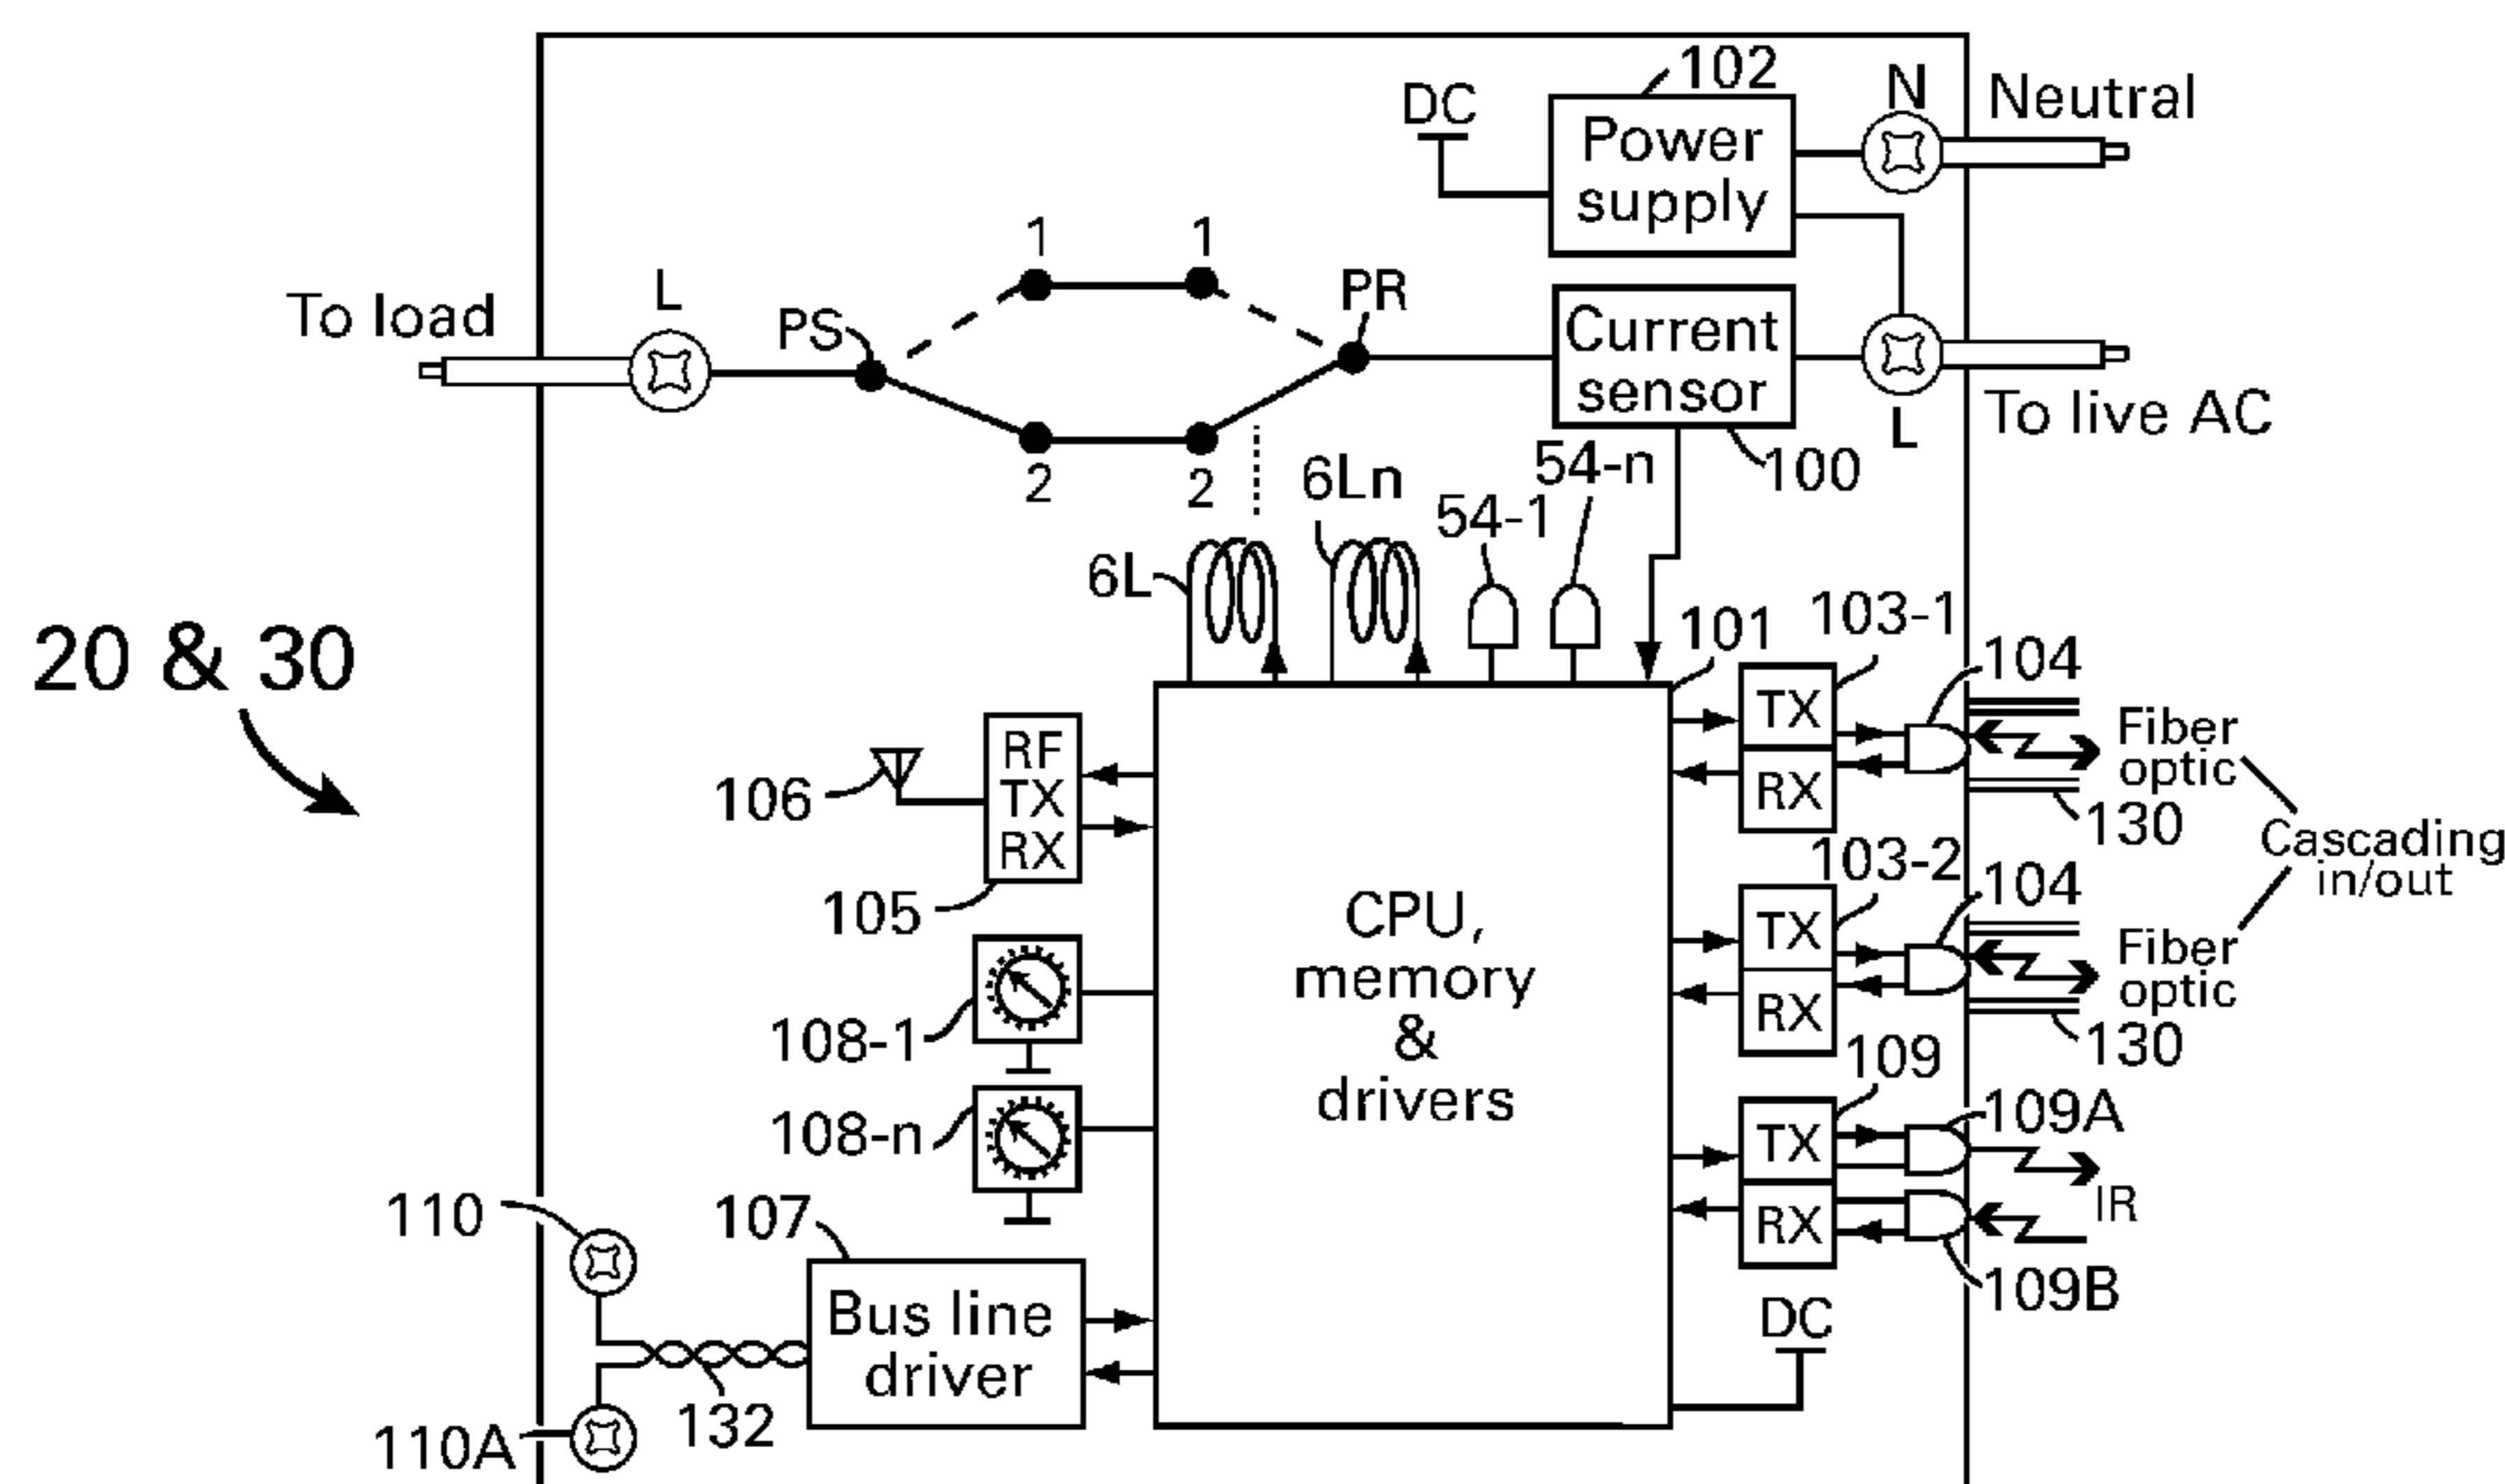 102
DC
N
Neutral
Power
supply
1
1
L
PR
To load
PS
Current
sensor
To live AC
L
2
2
100
6Ln
54-n
54-1
6L
20 & 30
101
103-1
104
TX
RX
Fiber
optic
130
RF
TX
RX
106
105
Cascading
in/out
103-2
104
TX
RX
Fiber
optic
130
CPU,
memory
&
drivers
108-1
108-n
109
109A
TX
RX
IR
109B
110
107
Bus line
driver
DC
132
110A